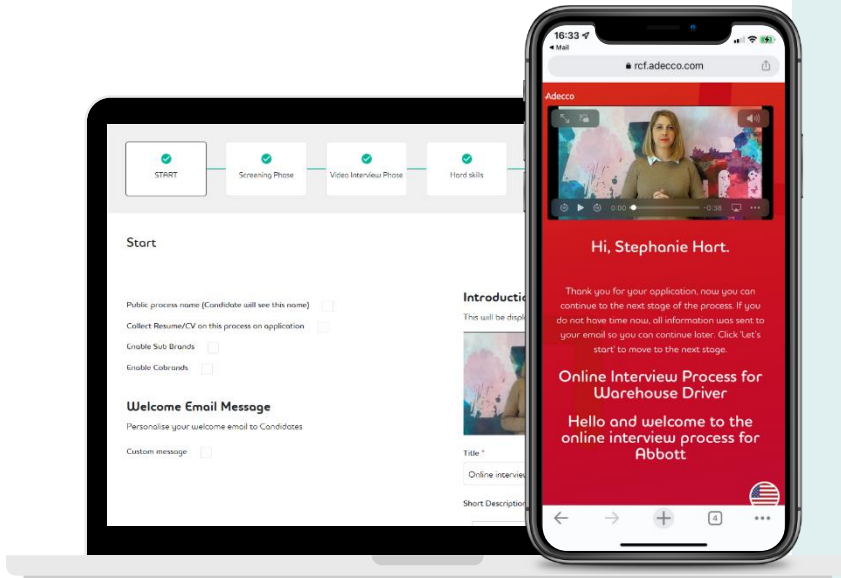 START
Screening Phase
Video Interview Phase
Hard skills
Start
Public process name (Candidate will see this name)
Collect Resume/CV on this process on application
Enable Sub Brands
Enable Cobrands
Welcome Email Message
Personalise your welcome email to Candidates
Custom message
This will be
Title *
Online
Short Description
16:33
Mail
rcf.adecco.com
Adecco
0:00
-0:38
Hi, Stephanie Hart.
Thank you for your application, now you can
continue to the next stage of the process. If you
do not have time now, all information was sent to
your email so you can continue later. Click 'Let's
start' to move to the next stage.
Online Interview Process for
Warehouse Driver
Hello and welcome to the
online interview process for
Abbott
4